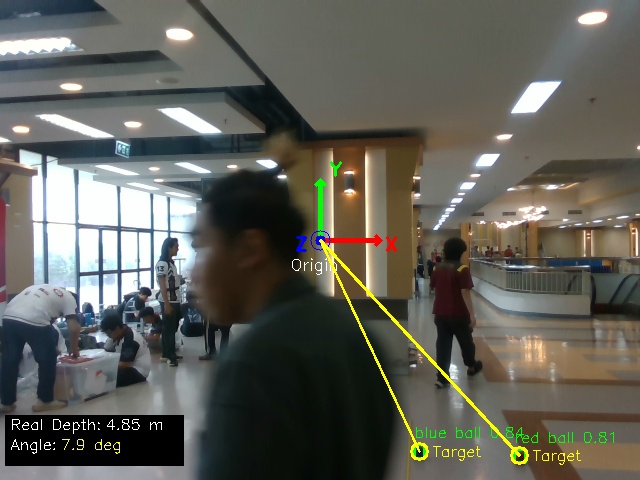 Y
Z
X
Origin
blue ball 0.84
red ball 0.81
Target
Target
Real Depth: 4.85 m
Angle: 7.9 deg